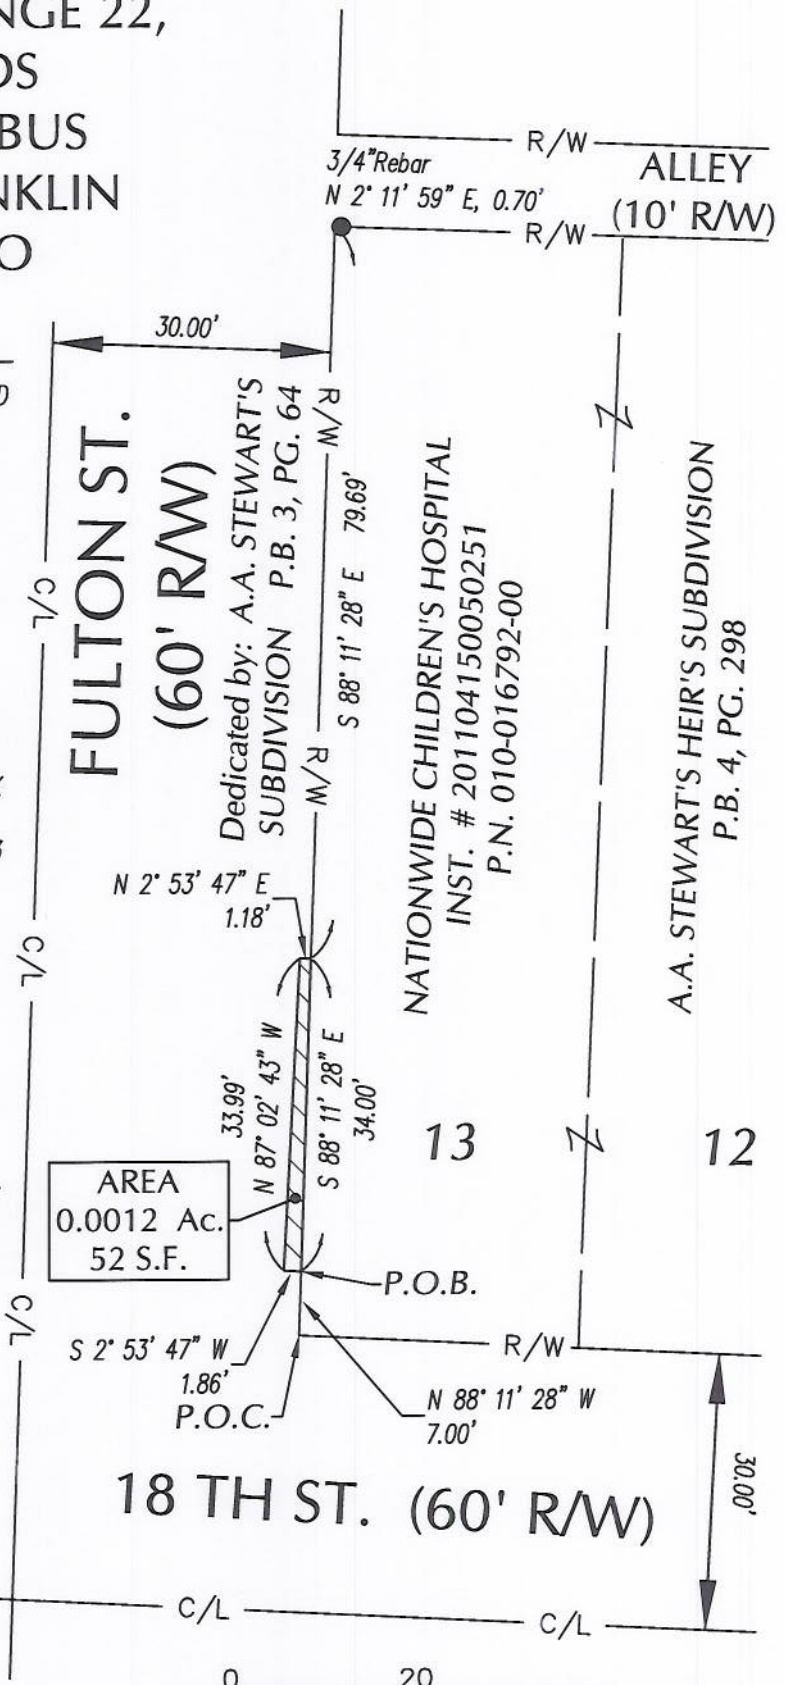 NGE 22,
DS
BUS
NKLIN
O
R/W
3/4"Rebar
N 2° 11' 59" E, 0.70'
ALLEY
(10' R/W)
R/W
30.00'
FULTON ST.
(60' R/W)
Dedicated by: A.A. STEWART'S
SUBDIVISION P.B. 3, PG. 64
R/W
S 88° 11' 28" E 79.69'
R/W
NATIONWIDE CHILDREN'S HOSPITAL
INST. # 201104150050251
P.N. 010-016792-00
A.A. STEWART'S HEIR'S SUBDIVISION
P.B. 4, PG. 298
C/L
C/L
C/L
N 2° 53' 47" E
1.18'
33.99'
N 87° 02' 43" W
S 88° 11' 28" E
34.00'
13
12
AREA
0.0012 Ac.
52 S.F.
P.O.B.
S 2° 53' 47" W
1.86'
P.O.C.
R/W
N 88° 11' 28" W
7.00'
30.00'
18 TH ST. (60' R/W)
C/L
C/L
0 20